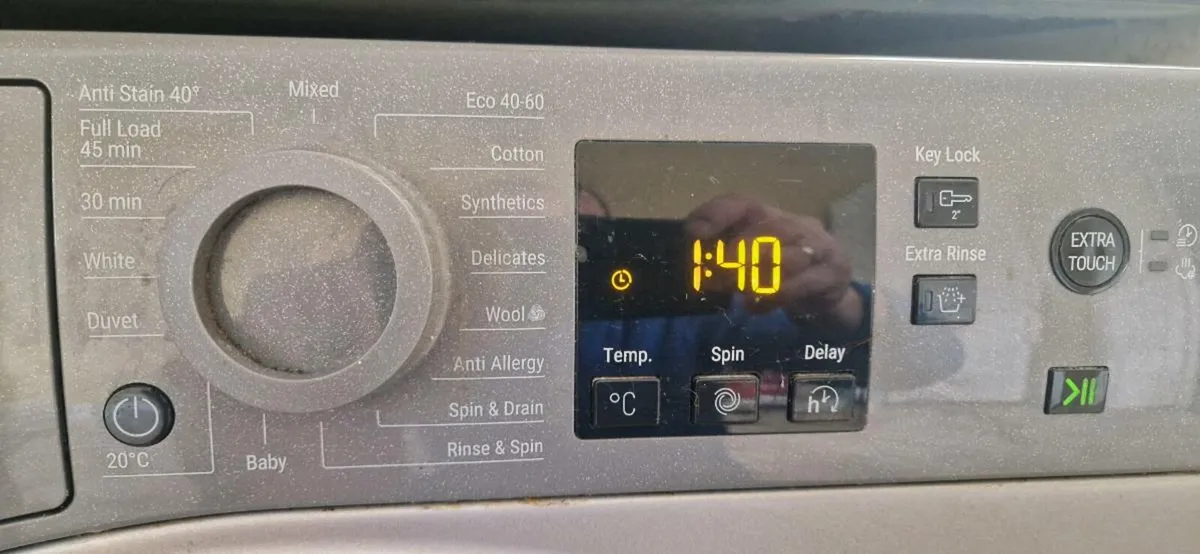 Anti Stain 40°
Full Load
45 min
30 min
White
Duvet
20°C
Mixed
Baby
Eco 40-60
Cotton
Synthetics
Delicates
Wool
Anti Allergy
Spin & Drain
Rinse & Spin
1:40
Temp.
Spin
Delay
°C
h
Key Lock
2"
Extra Rinse
EXTRA
TOUCH